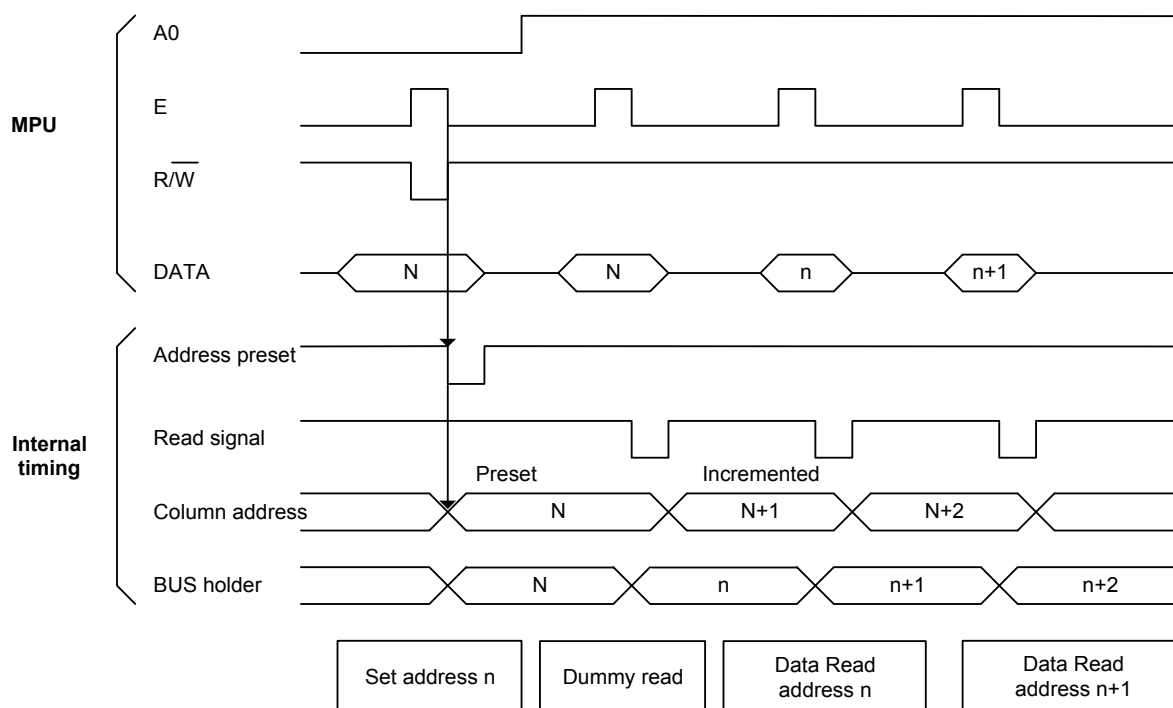 A0
MPU
E
R/W̅
DATA
N
N
n
n+1
Address preset
Internal
timing
Read signal
Preset
Incremented
Column address
N
N+1
N+2
BUS holder
N
n
n+1
n+2
Set address n
Dummy read
Data Read
address n
Data Read
address n+1